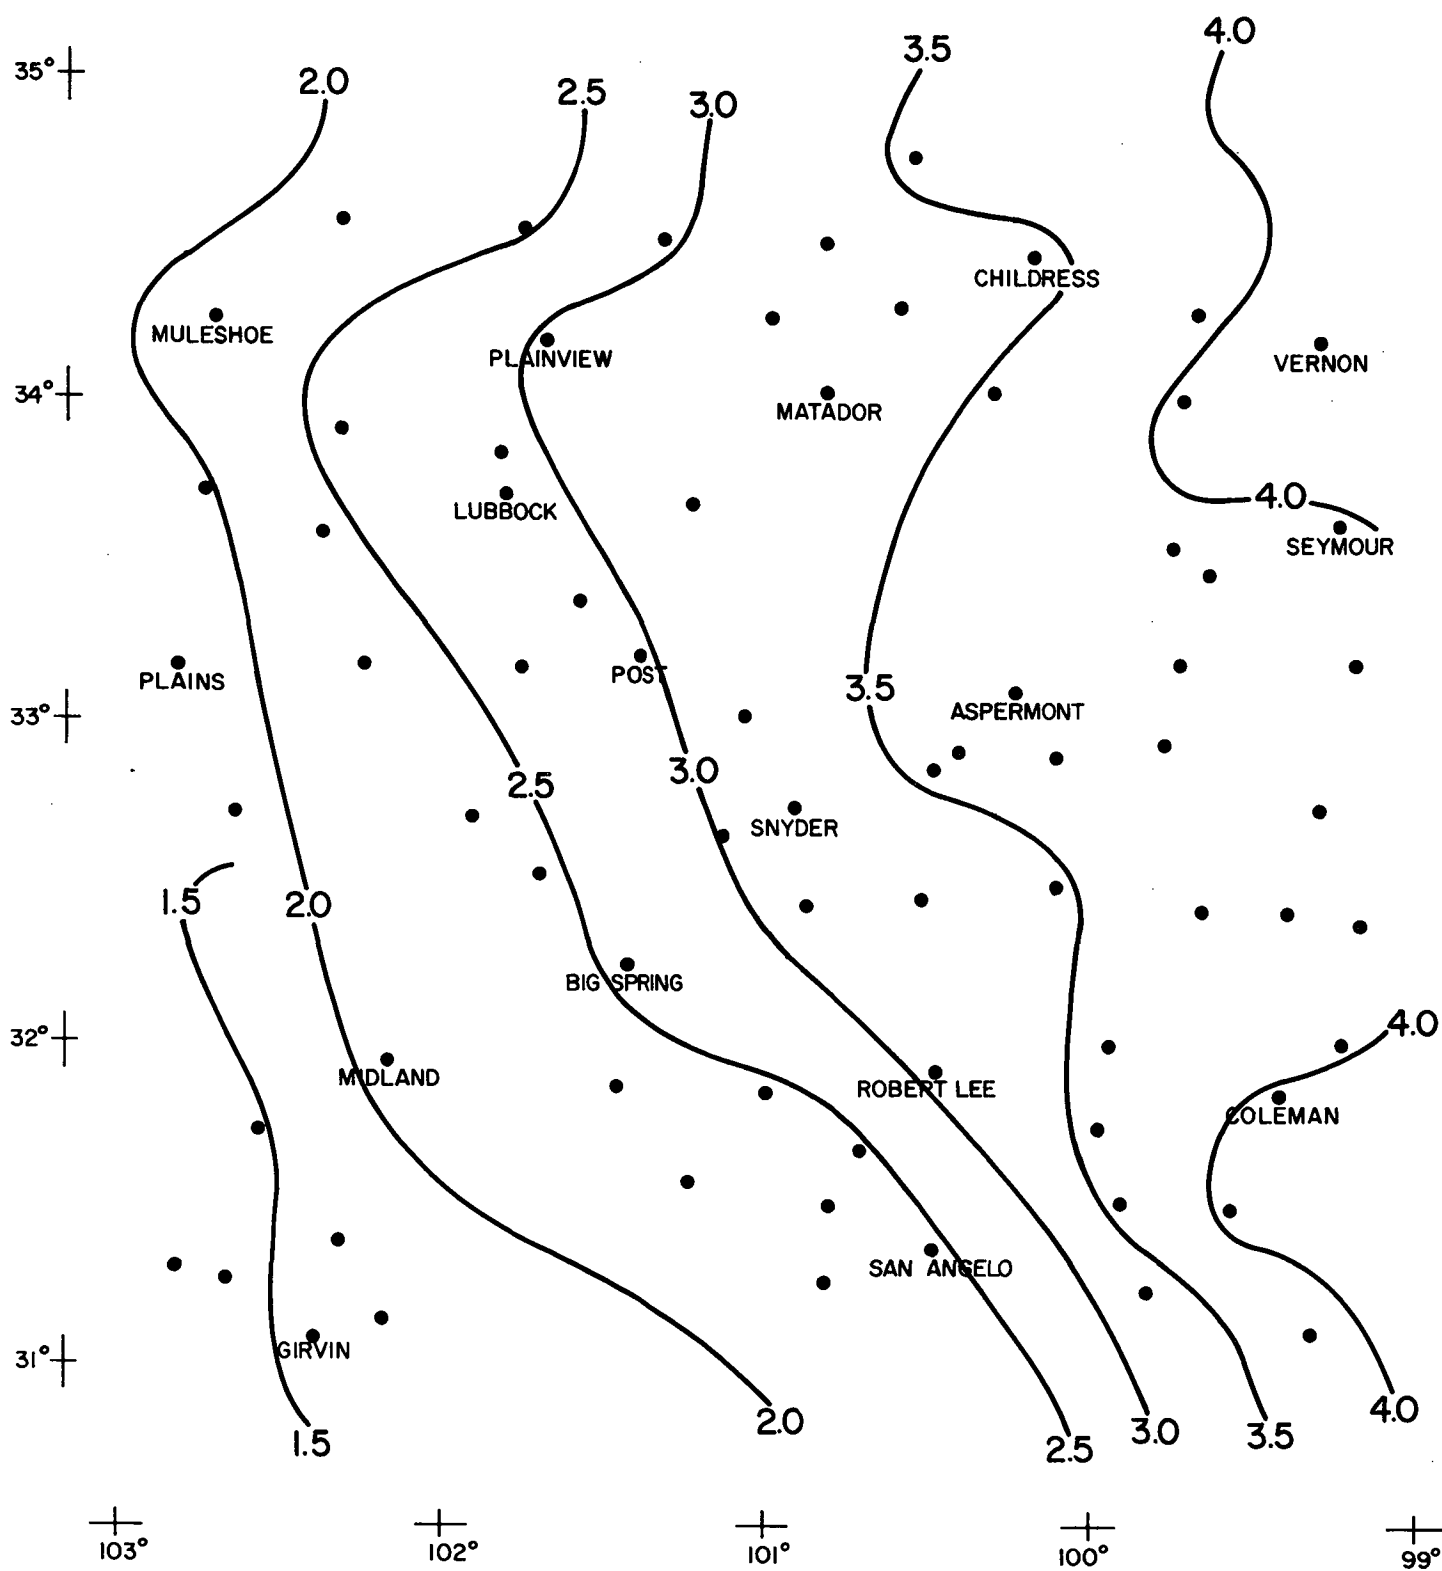 4.0
3.5
35°
2.0
2.5
3.0
CHILDRESS
MULESHOE
PLAINVIEW
VERNON
34°
MATADOR
4.0
LUBBOCK
SEYMOUR
POST
PLAINS
3.5
33°
ASPERMONT
3.0
2.5
SNYDER
1.5
2.0
BIG SPRING
32°
4.0
MIDLAND
ROBERT LEE
COLEMAN
SAN ANGELO
31°
GIRVIN
4.0
2.0
3.0
3.5
1.5
2.5
103°
102°
101°
100°
99°